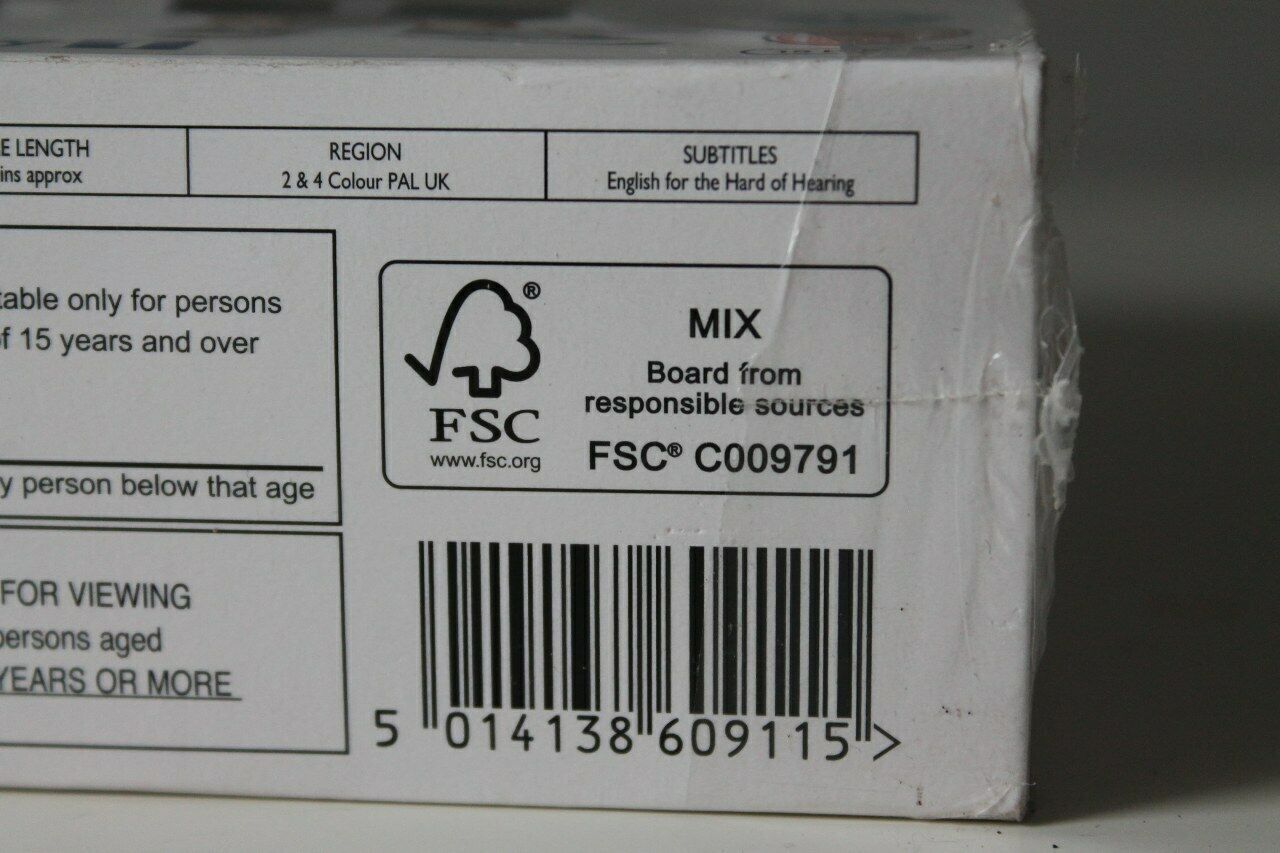 E LENGTH
ins approx
REGION
2 & 4 Colour PAL UK
SUBTITLES
English for the Hard of Hearing
table only for persons
f 15 years and over
y person below that age
FOR VIEWING
persons aged
YEARS OR MORE
®
FSC
www.fsc.org
MIX
Board from
responsible sources
FSC® C009791
5 014138 609115 >